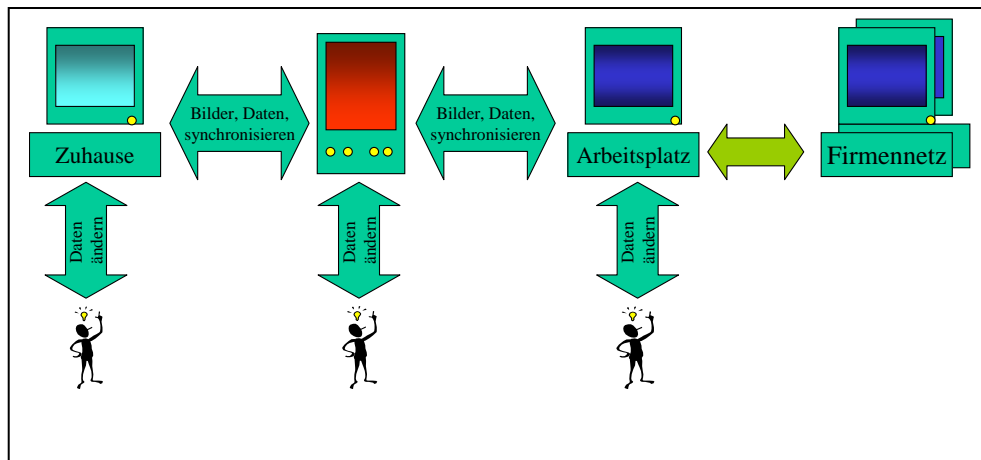 Bilder, Daten,
synchronisieren
Bilder, Daten,
synchronisieren
Zuhause
Arbeitsplatz
Firmennetz
Daten
ändern
Daten
ändern
Daten
ändern